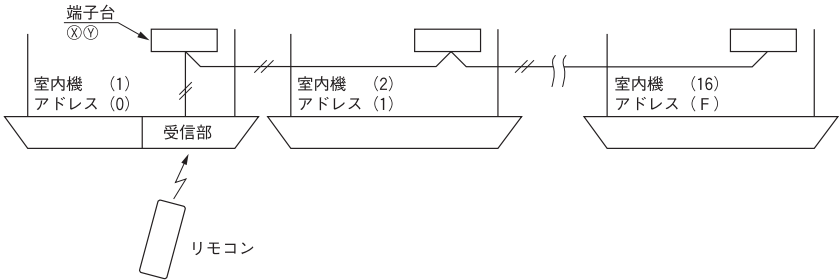 端子台
ⓍⓎ
室内機 (1)
アドレス (0)
室内機 (2)
アドレス (1)
室内機 (16)
アドレス (F)
受信部
リモコン